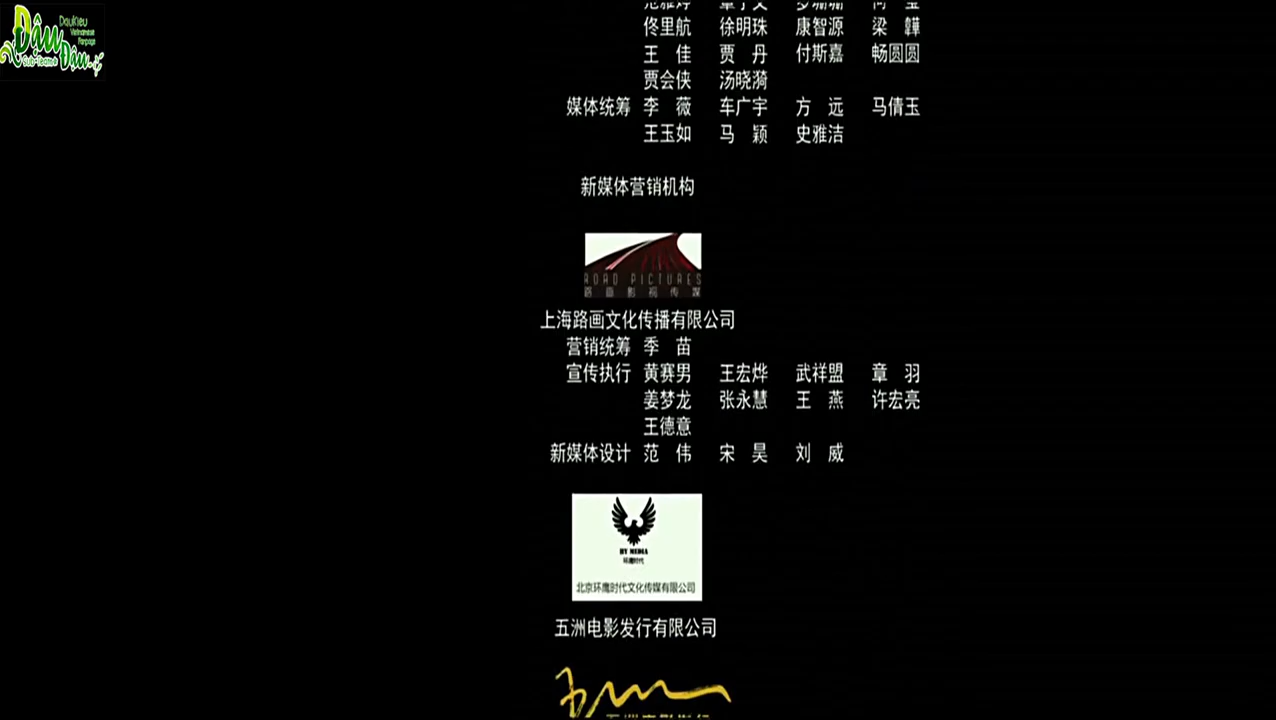 DauKieu
Vietnamese
Fanpage
Đậu
Đậu
Sub-Team
佟里航 徐明珠 康智源 梁 韡
王 佳 贾 丹 付斯嘉 畅圆圆
贾会侠 汤晓漪
媒体统筹 李 薇 车广宇 方 远 马倩玉
王玉如 马 颖 史雅洁
新媒体营销机构
ROAD PICTURES
路画影视传媒
上海路画文化传播有限公司
营销统筹 季 苗
宣传执行 黄赛男 王宏烨 武祥盟 章 羽
姜梦龙 张永慧 王 燕 许宏亮
王德意
新媒体设计 范 伟 宋 昊 刘 威
HY MEDIA
环鹰时代
北京环鹰时代文化传媒有限公司
五洲电影发行有限公司